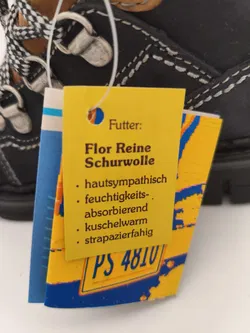 Futter:
Flor Reine
Schurwolle
• hautsympathisch
• feuchtigkeits-
absorbierend
• kuschelwarm
• strapazierfähig
PS 4810